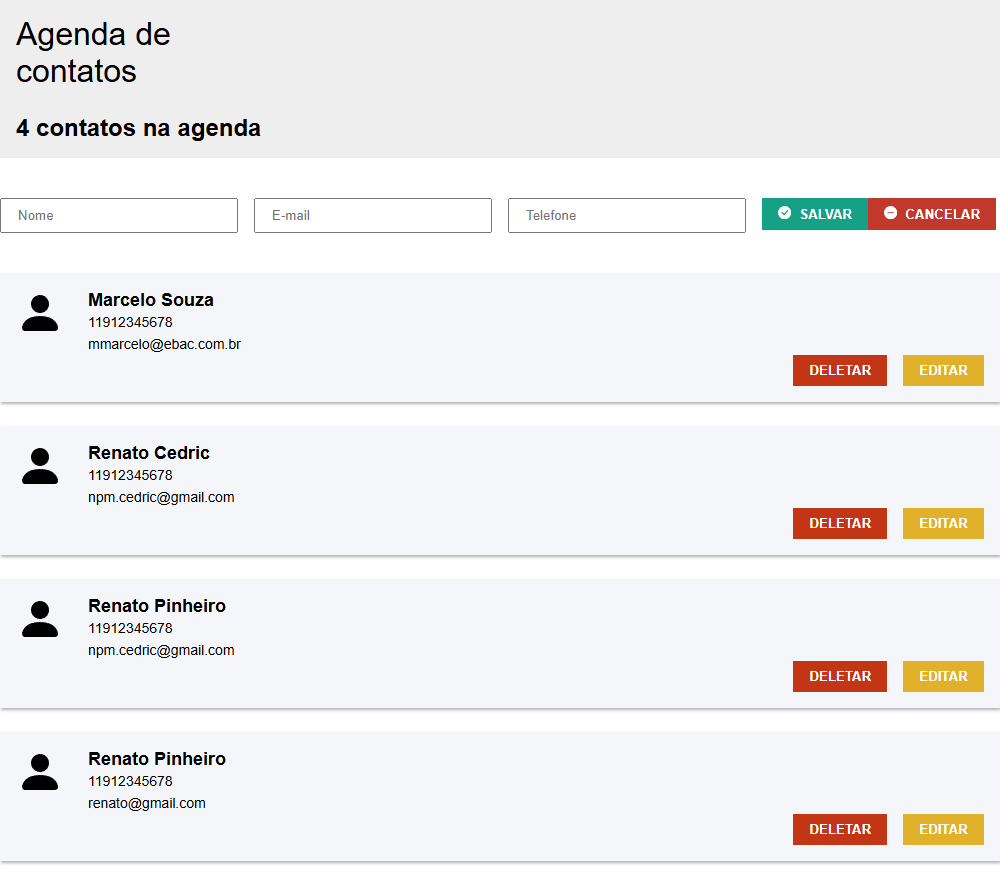 Agenda de
contatos
4 contatos na agenda
Nome E-mail Telefone SALVAR CANCELAR
Marcelo Souza
11912345678
mmarcelo@ebac.com.br
DELETAR EDITAR
Renato Cedric
11912345678
npm.cedric@gmail.com
DELETAR EDITAR
Renato Pinheiro
11912345678
npm.cedric@gmail.com
DELETAR EDITAR
Renato Pinheiro
11912345678
renato@gmail.com
DELETAR EDITAR